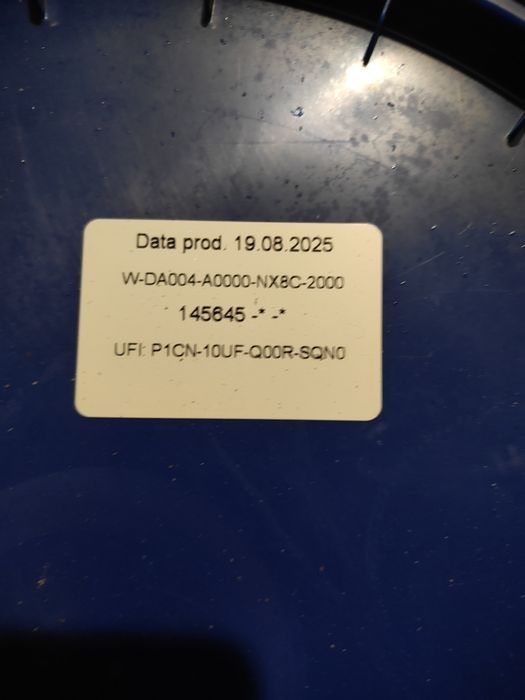 Data prod. 19.08.2025
W-DA004-A0000-NX8C-2000
145645 -* -*
UFI: P1CN-10UF-Q00R-SQN0